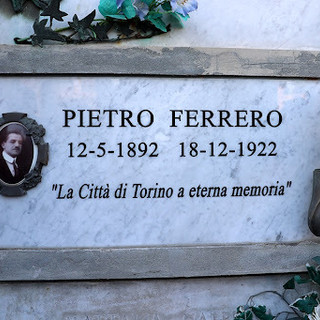 PIETRO FERRERO
12-5-1892 18-12-1922
"La Città di Torino a eterna memoria"